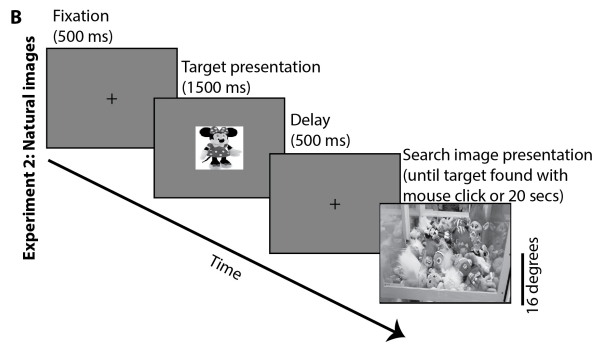 B
Fixation
(500 ms)
Experiment 2: Natural images
Target presentation
(1500 ms)
Delay
(500 ms)
Search image presentation
(until target found with
mouse click or 20 secs)
Time
16 degrees